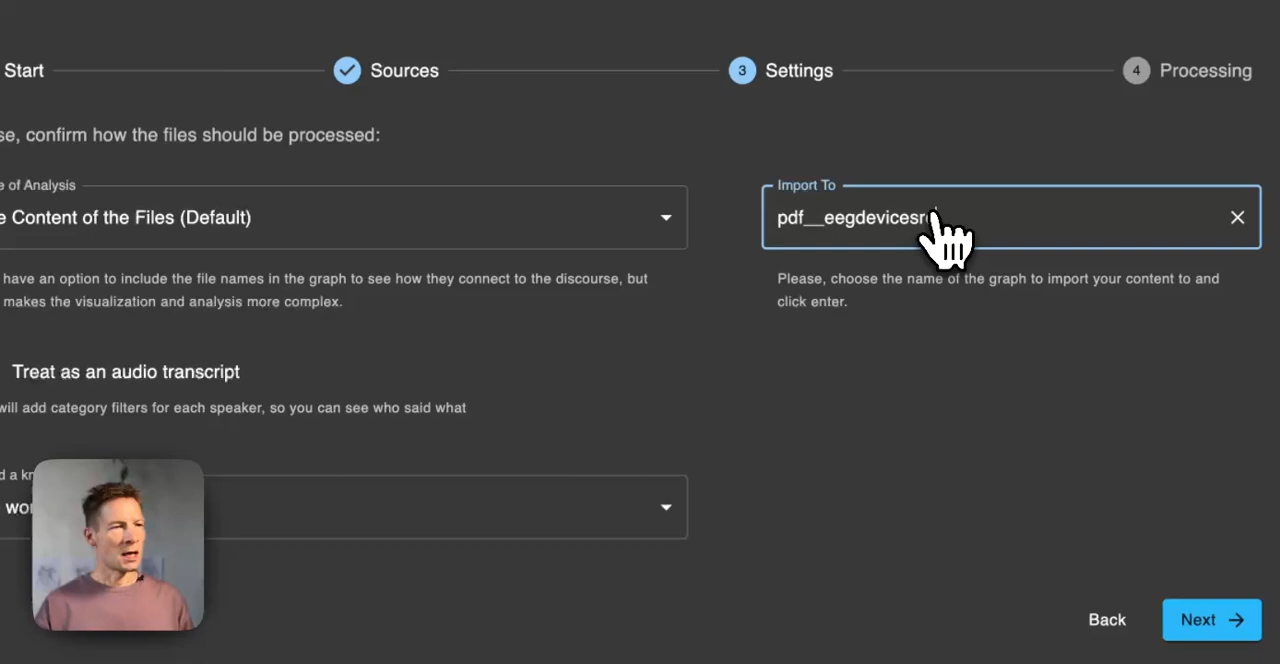 Start
Sources
3 Settings
4 Processing
se, confirm how the files should be processed:
e of Analysis
e Content of the Files (Default)
have an option to include the file names in the graph to see how they connect to the discourse, but
makes the visualization and analysis more complex.
Import To
pdf__eegdevicesr
Please, choose the name of the graph to import your content to and
click enter.
Treat as an audio transcript
will add category filters for each speaker, so you can see who said what
d a kn
wor
Back
Next